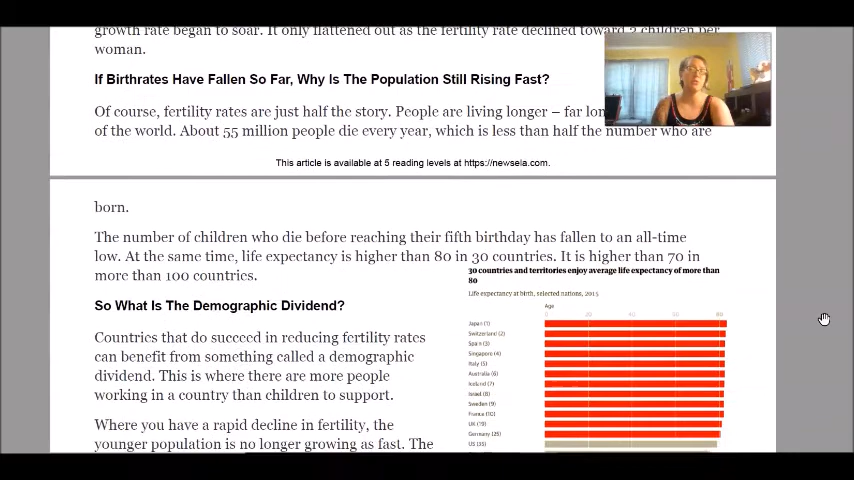 growth rate began to soar. It only flattened out as the fertility rate declined toward 2 children per
woman.
If Birthrates Have Fallen So Far, Why Is The Population Still Rising Fast?
Of course, fertility rates are just half the story. People are living longer – far
of the world. About 55 million people die every year, which is less than half the number who are
This article is available at 5 reading levels at https://newsela.com.
born.
The number of children who die before reaching their fifth birthday has fallen to an all-time
low. At the same time, life expectancy is higher than 80 in 30 countries. It is higher than 70 in
more than 100 countries.
30 countries and territories enjoy average life expectancy of more than
80
Life expectancy at birth, selected nations, 2015
Age
0 20 40 60 80
Japan (1)
Switzerland (2)
Spain (3)
Singapore (4)
Italy (5)
Australia (6)
Iceland (7)
Israel (8)
Sweden (9)
France (10)
UK (19)
Germany (25)
US (35)
So What Is The Demographic Dividend?
Countries that do succeed in reducing fertility rates
can benefit from something called a demographic
dividend. This is where there are more people
working in a country than children to support.
Where you have a rapid decline in fertility, the
younger population is no longer growing as fast. The